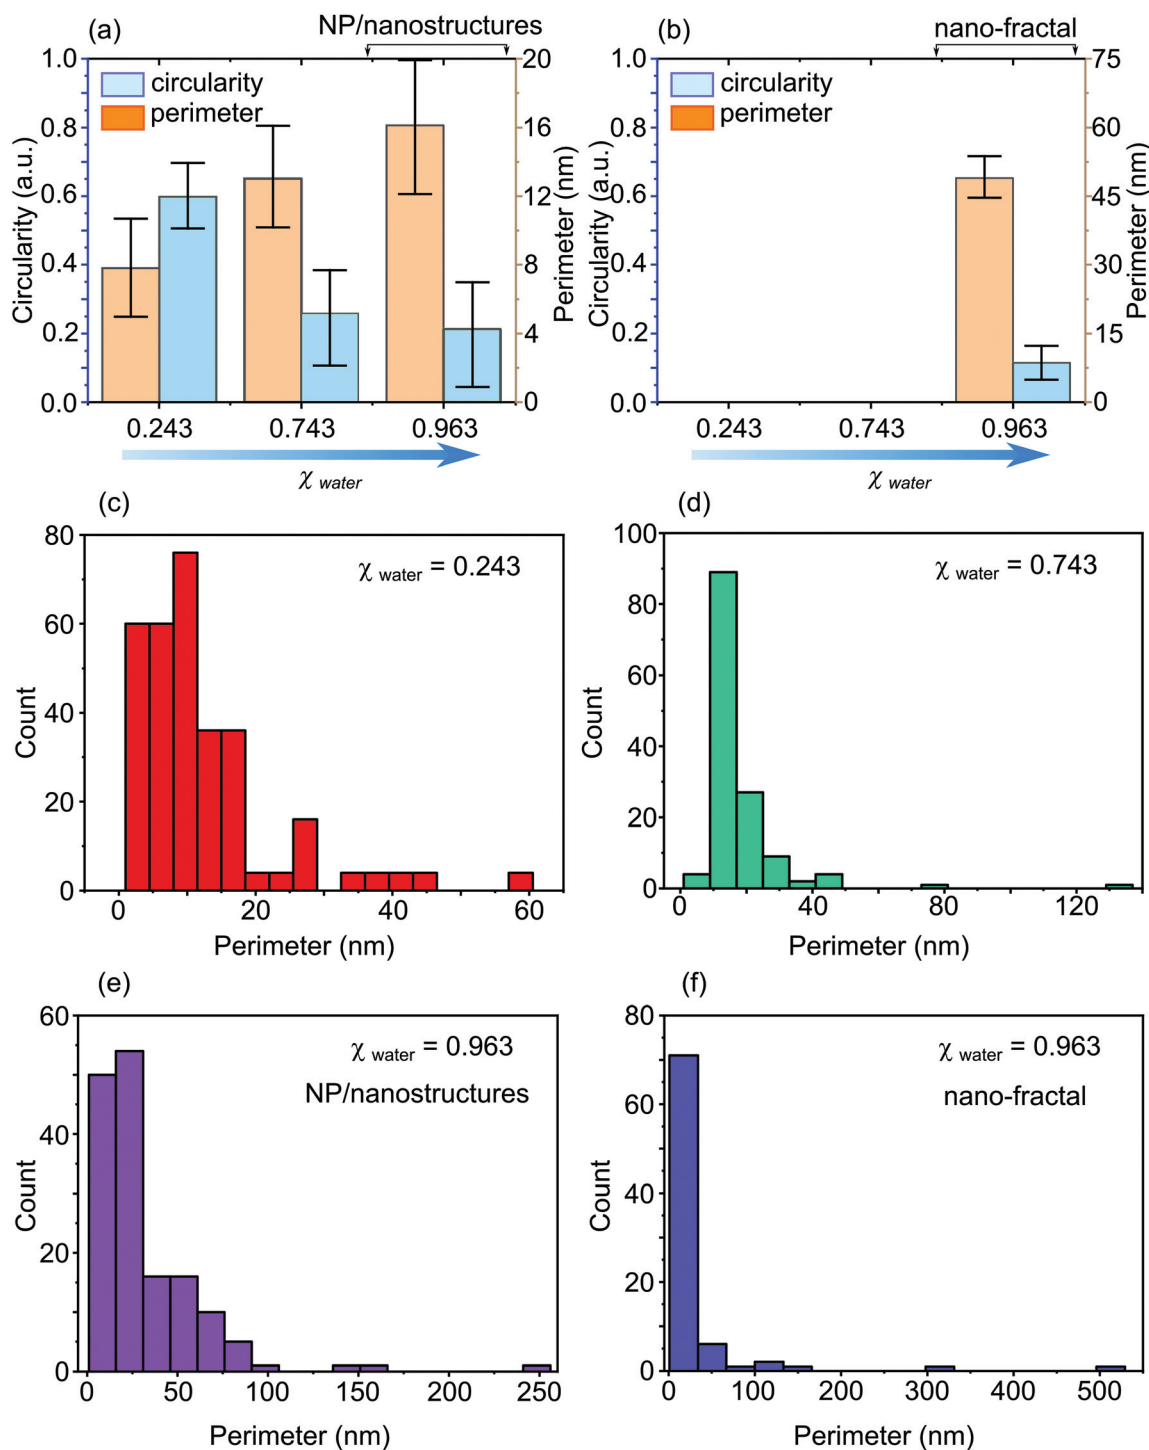 (a)
NP/nanostructures
circularity
perimeter
Circularity (a.u.)
1.0
0.8
0.6
0.4
0.2
0.0
Perimeter (nm)
20
16
12
8
4
0
0.243
0.743
0.963
χ water
(b)
nano-fractal
circularity
perimeter
Circularity (a.u.)
1.0
0.8
0.6
0.4
0.2
0.0
Perimeter (nm)
75
60
45
30
15
0
0.243
0.743
0.963
χ water
(c)
χ water = 0.243
Count
80
60
40
20
0
0
20
40
60
Perimeter (nm)
(d)
χ water = 0.743
Count
100
80
60
40
20
0
0
40
80
120
Perimeter (nm)
(e)
χ water = 0.963
NP/nanostructures
Count
60
40
20
0
0
50
100
150
200
250
Perimeter (nm)
(f)
χ water = 0.963
nano-fractal
Count
80
60
40
20
0
0
100
200
300
400
500
Perimeter (nm)